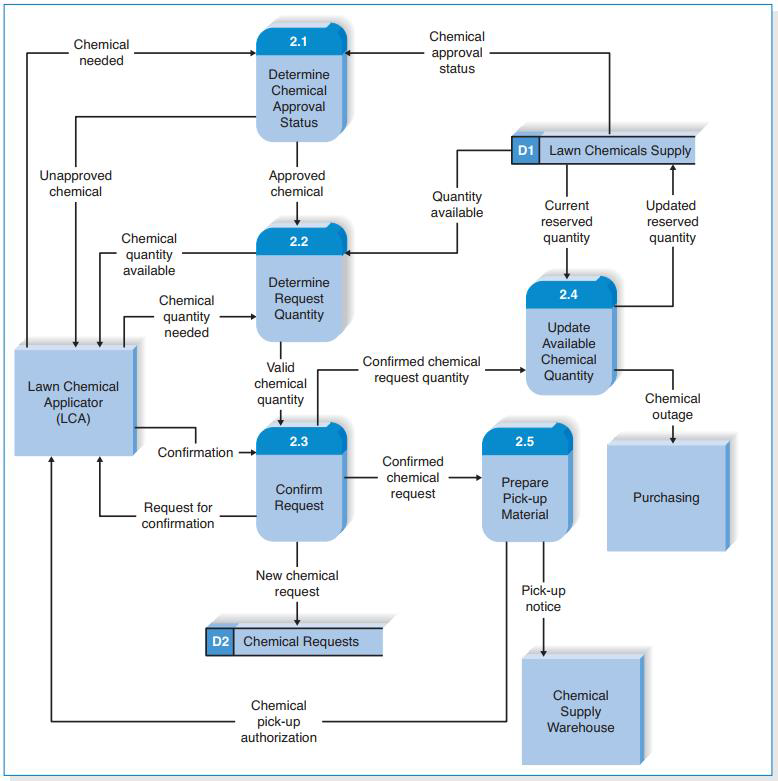 Chemical
needed
2.1
Determine
Chemical
Approval
Status
Chemical
approval
status
D1 Lawn Chemicals Supply
Unapproved
chemical
Approved
chemical
Quantity
available
Current
reserved
quantity
Updated
reserved
quantity
Chemical
quantity
available
2.2
Determine
Request
Quantity
Chemical
quantity
needed
2.4
Update
Available
Chemical
Quantity
Lawn Chemical
Applicator
(LCA)
Valid
chemical
quantity
Confirmed chemical
request quantity
Chemical
outage
Confirmation
2.3
Confirm
Request
Confirmed
chemical
request
2.5
Prepare
Pick-up
Material
Purchasing
Request for
confirmation
New chemical
request
Pick-up
notice
D2 Chemical Requests
Chemical
pick-up
authorization
Chemical
Supply
Warehouse